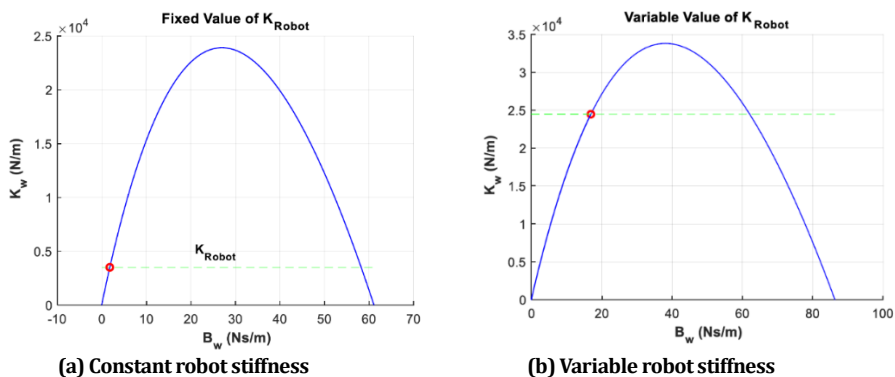 Fixed Value of K_Robot
×10⁴
2.5
2
1.5
1
0.5
0
K_w (N/m)
K_Robot
-10 0 10 20 30 40 50 60 70
B_w (Ns/m)
(a) Constant robot stiffness
Variable Value of K_Robot
×10⁴
3.5
3
2.5
2
1.5
1
0.5
0
K_w (N/m)
0 20 40 60 80 100
B_w (Ns/m)
(b) Variable robot stiffness